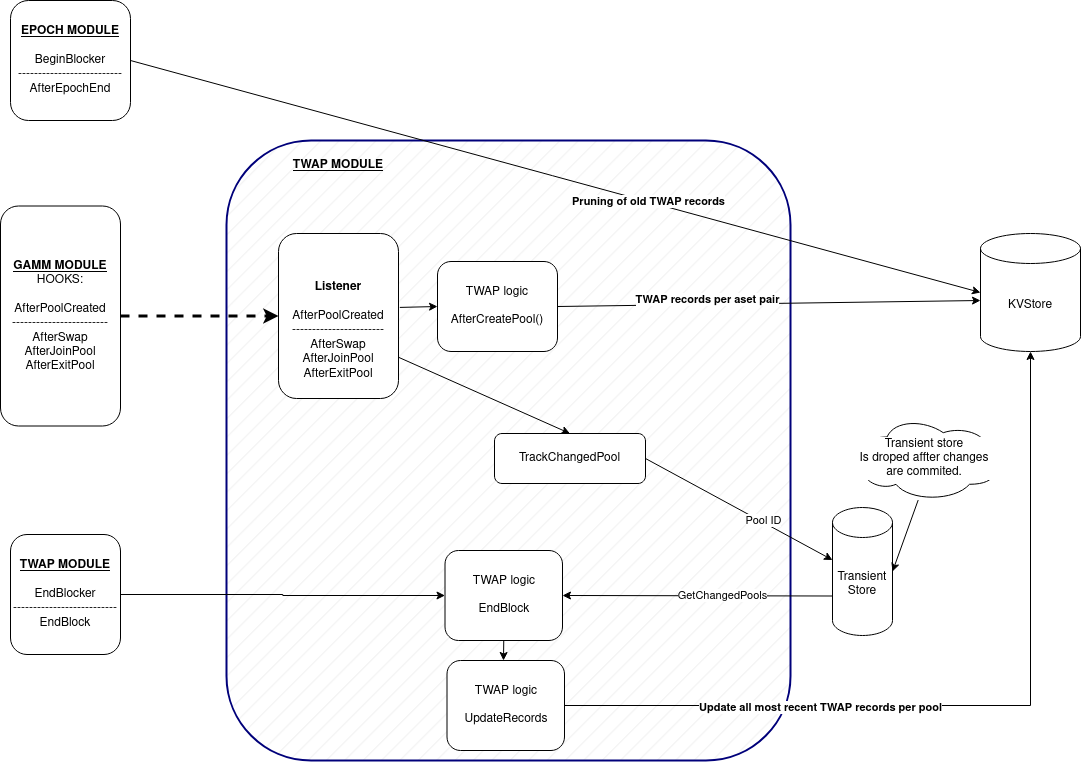 EPOCH MODULE
BeginBlocker
------------------------
AfterEpochEnd
TWAP MODULE
Pruning of old TWAP records
GAMM MODULE
HOOKS:
AfterPoolCreated
----------------------
AfterSwap
AfterJoinPool
AfterExitPool
Listener
AfterPoolCreated
---------------------
AfterSwap
AfterJoinPool
AfterExitPool
TWAP logic
AfterCreatePool()
TWAP records per aset pair
KVStore
TrackChangedPool
Transient store
Is droped affter changes
are commited.
Pool ID
TWAP MODULE
EndBlocker
------------------------
EndBlock
TWAP logic
EndBlock
GetChangedPools
Transient
Store
TWAP logic
UpdateRecords
Update all most recent TWAP records per pool